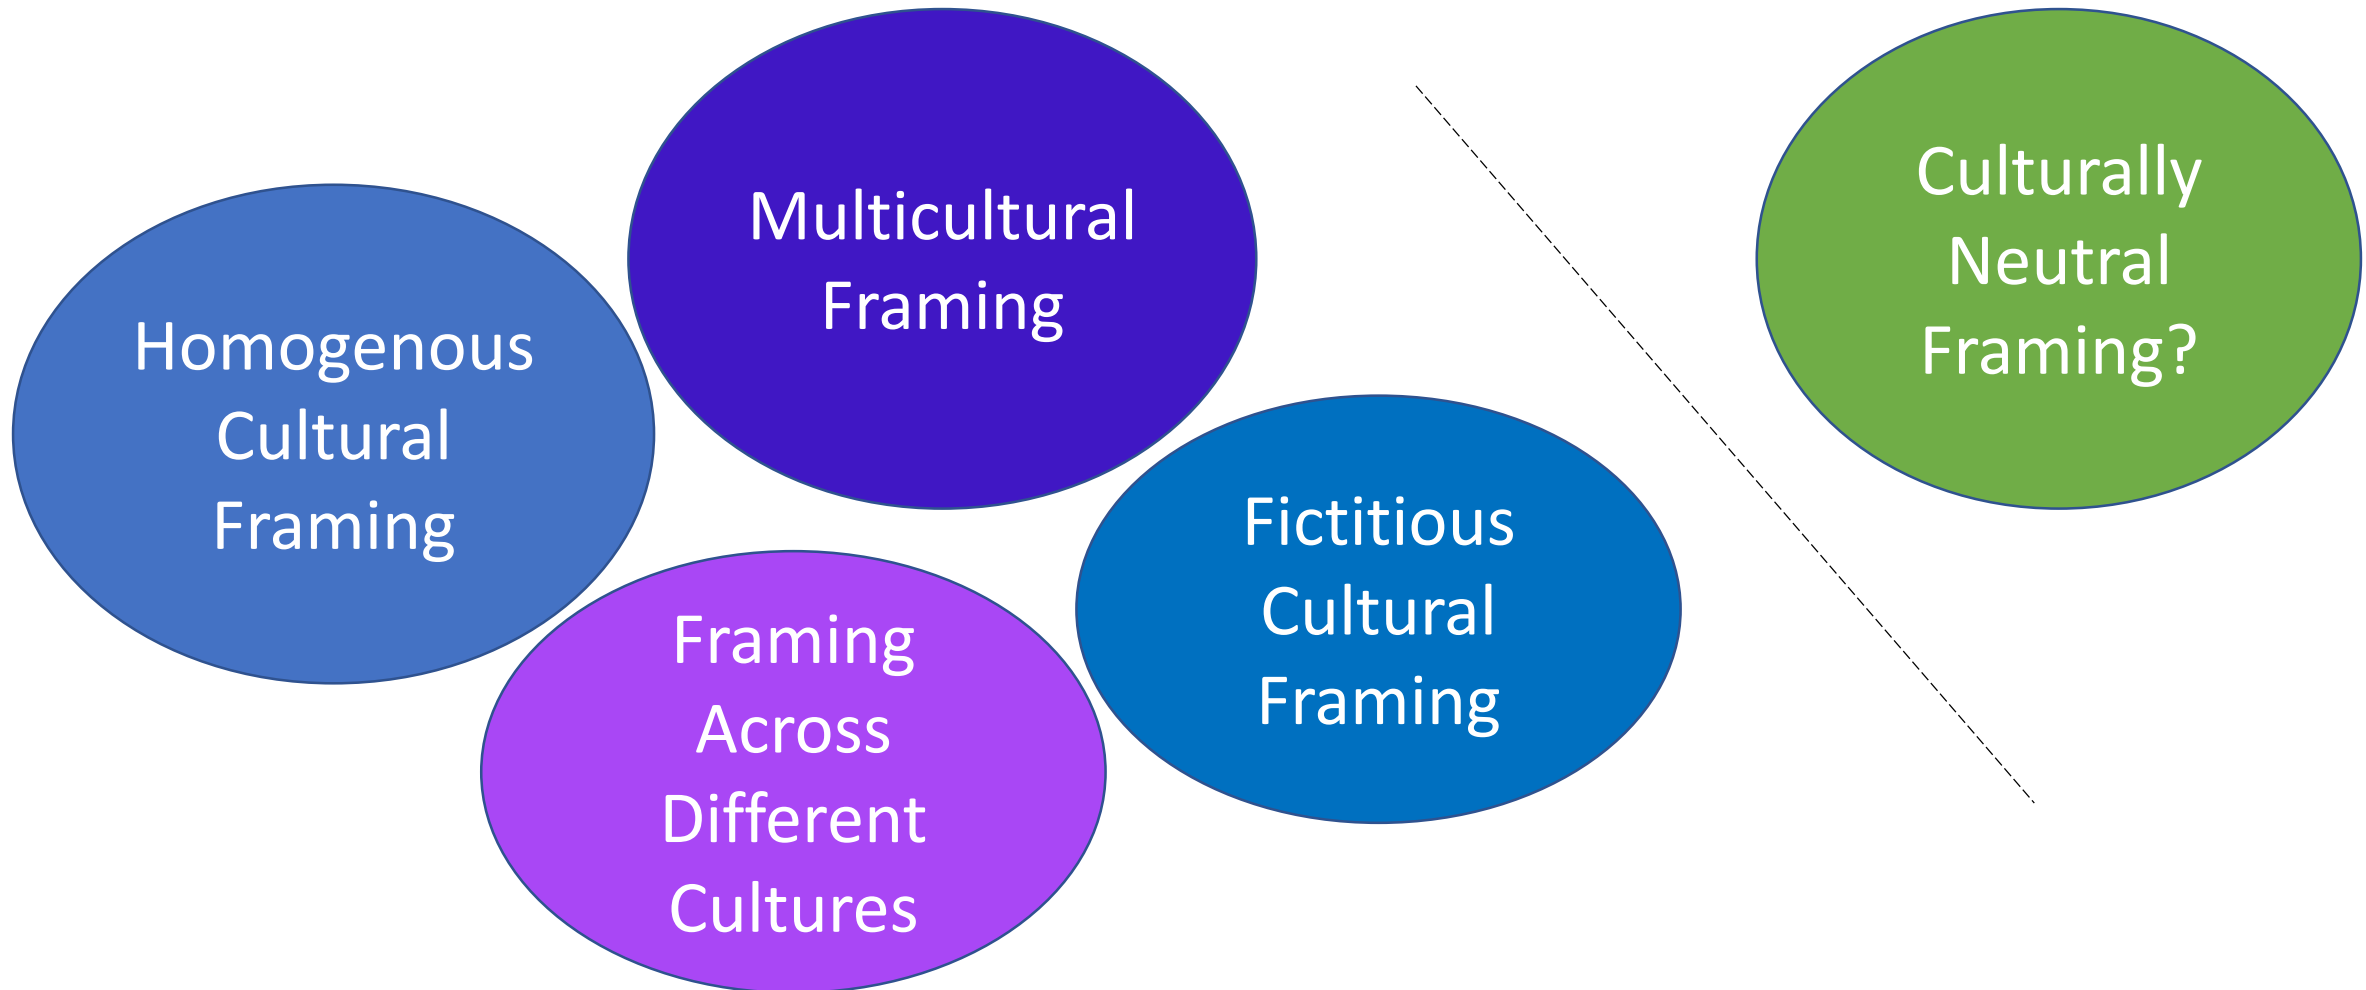 Homogenous
Cultural
Framing
Multicultural
Framing
Framing
Across
Different
Cultures
Fictitious
Cultural
Framing
Culturally
Neutral
Framing?